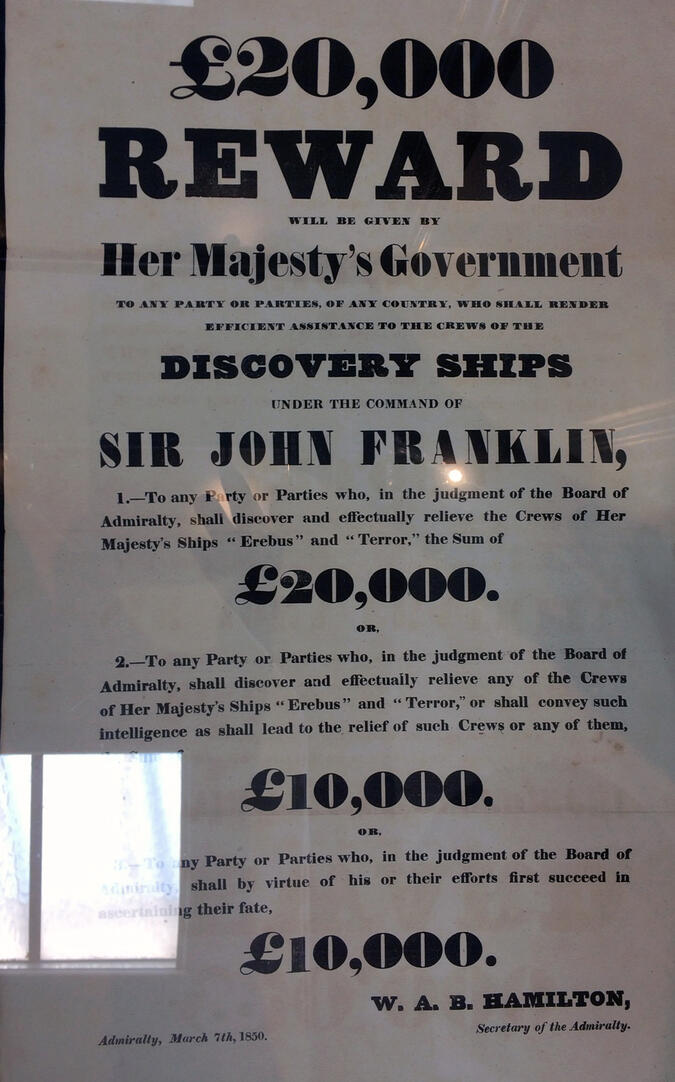 £20,000
REWARD
WILL BE GIVEN BY
Her Majesty's Government
TO ANY PARTY OR PARTIES, OF ANY COUNTRY, WHO SHALL RENDER
EFFICIENT ASSISTANCE TO THE CREWS OF THE
DISCOVERY SHIPS
UNDER THE COMMAND OF
SIR JOHN FRANKLIN,
1.—To any Party or Parties who, in the judgment of the Board of
Admiralty, shall discover and effectually relieve the Crews of Her
Majesty's Ships "Erebus" and "Terror," the Sum of
£20,000.
OR,
2.—To any Party or Parties who, in the judgment of the Board of
Admiralty, shall discover and effectually relieve any of the Crews
of Her Majesty's Ships "Erebus" and "Terror," or shall convey such
intelligence as shall lead to the relief of such Crews or any of them,
the Sum of
£10,000.
OR,
3.—To any Party or Parties who, in the judgment of the Board of
Admiralty, shall by virtue of his or their efforts first succeed in
ascertaining their fate,
£10,000.
W. A. B. HAMILTON,
Secretary of the Admiralty.
Admiralty, March 7th, 1850.